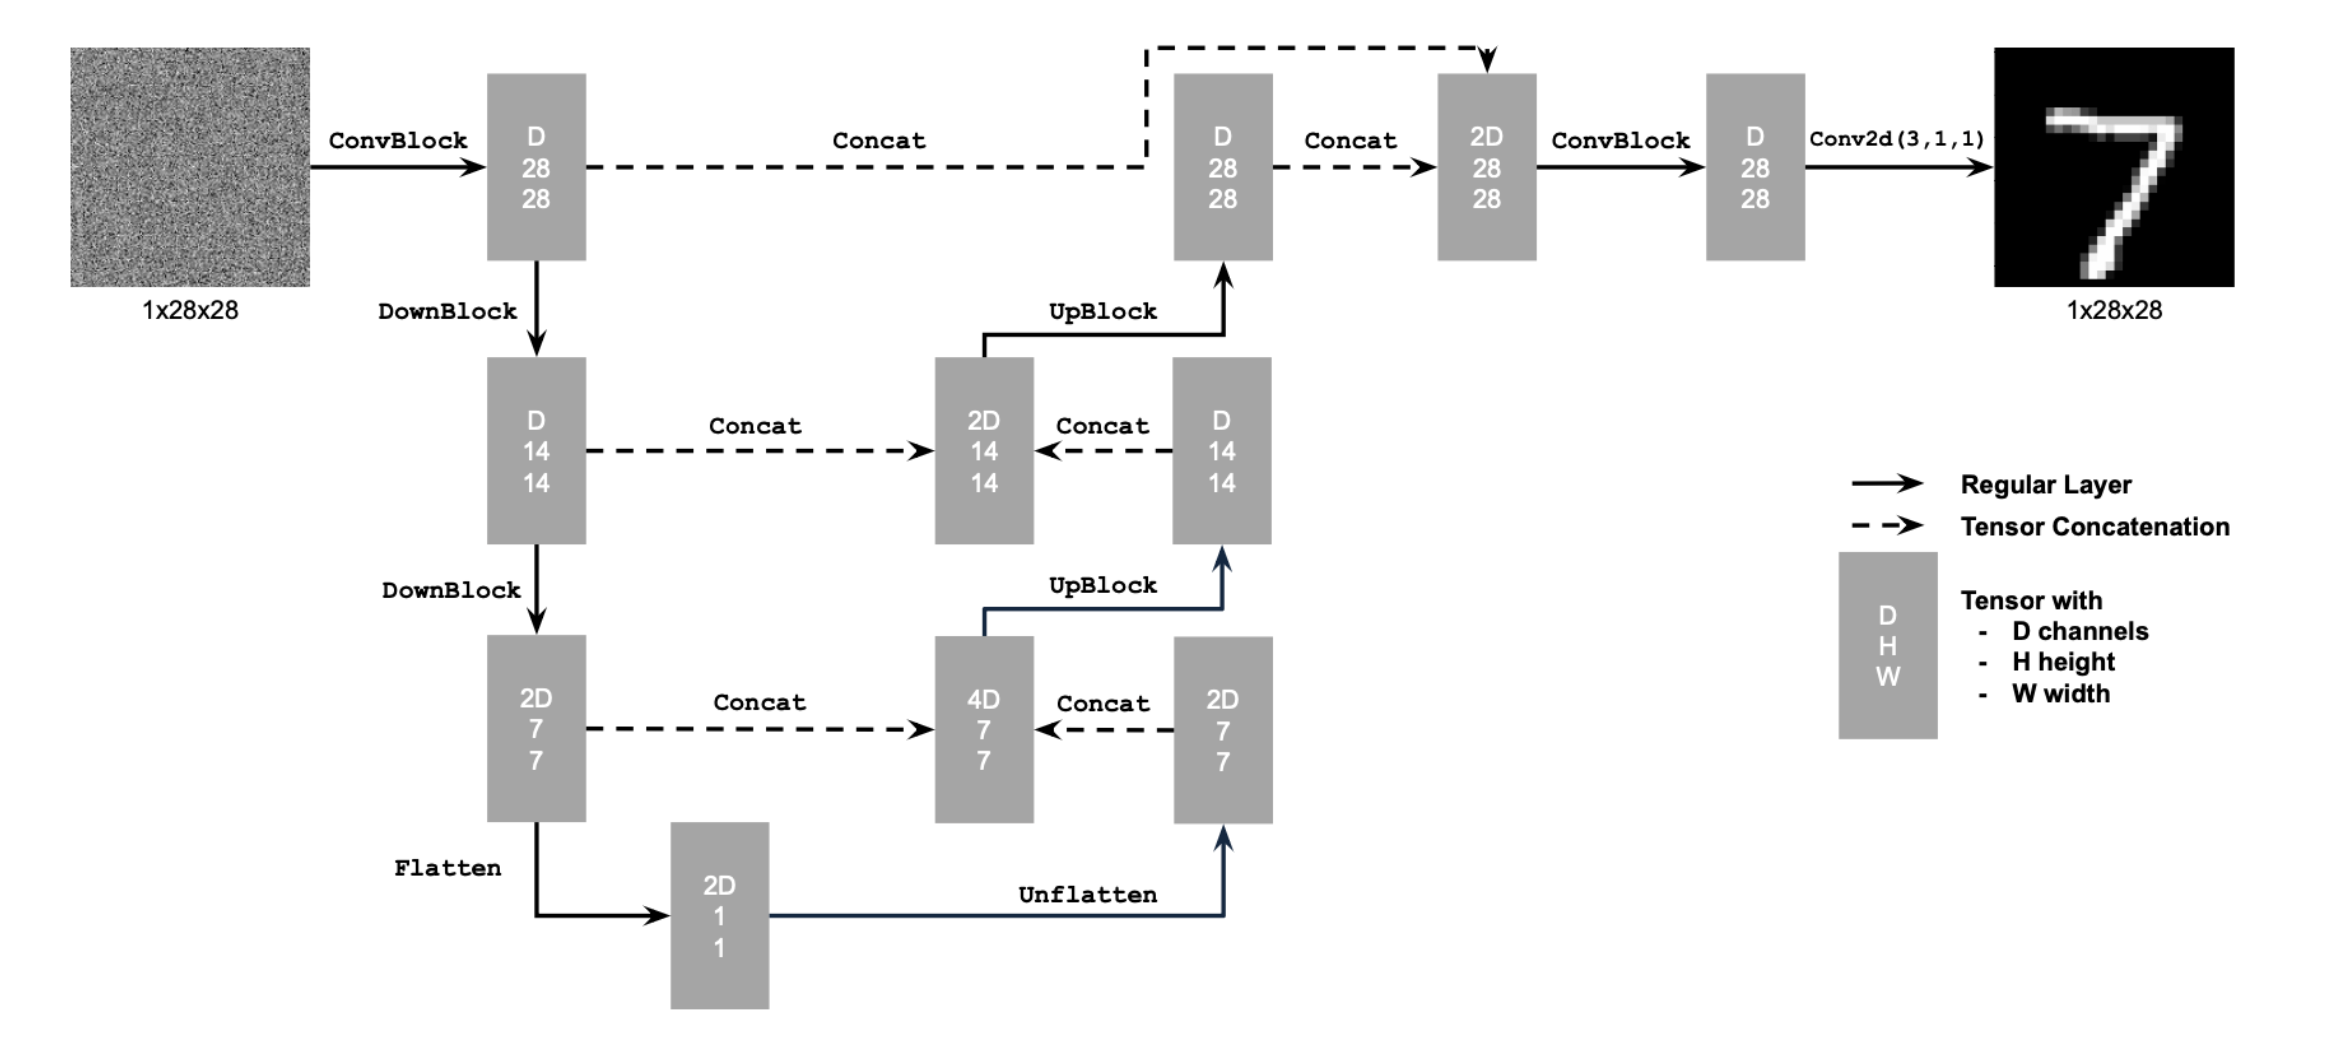 ConvBlock
D
28
28
Concat
D
28
28
Concat
2D
28
28
ConvBlock
D
28
28
Conv2d(3,1,1)
1x28x28
1x28x28
DownBlock
UpBlock
D
14
14
Concat
2D
14
14
Concat
D
14
14
DownBlock
UpBlock
2D
7
7
Concat
4D
7
7
Concat
2D
7
7
Flatten
2D
1
1
Unflatten
Regular Layer
Tensor Concatenation
D
H
W
Tensor with
- D channels
- H height
- W width